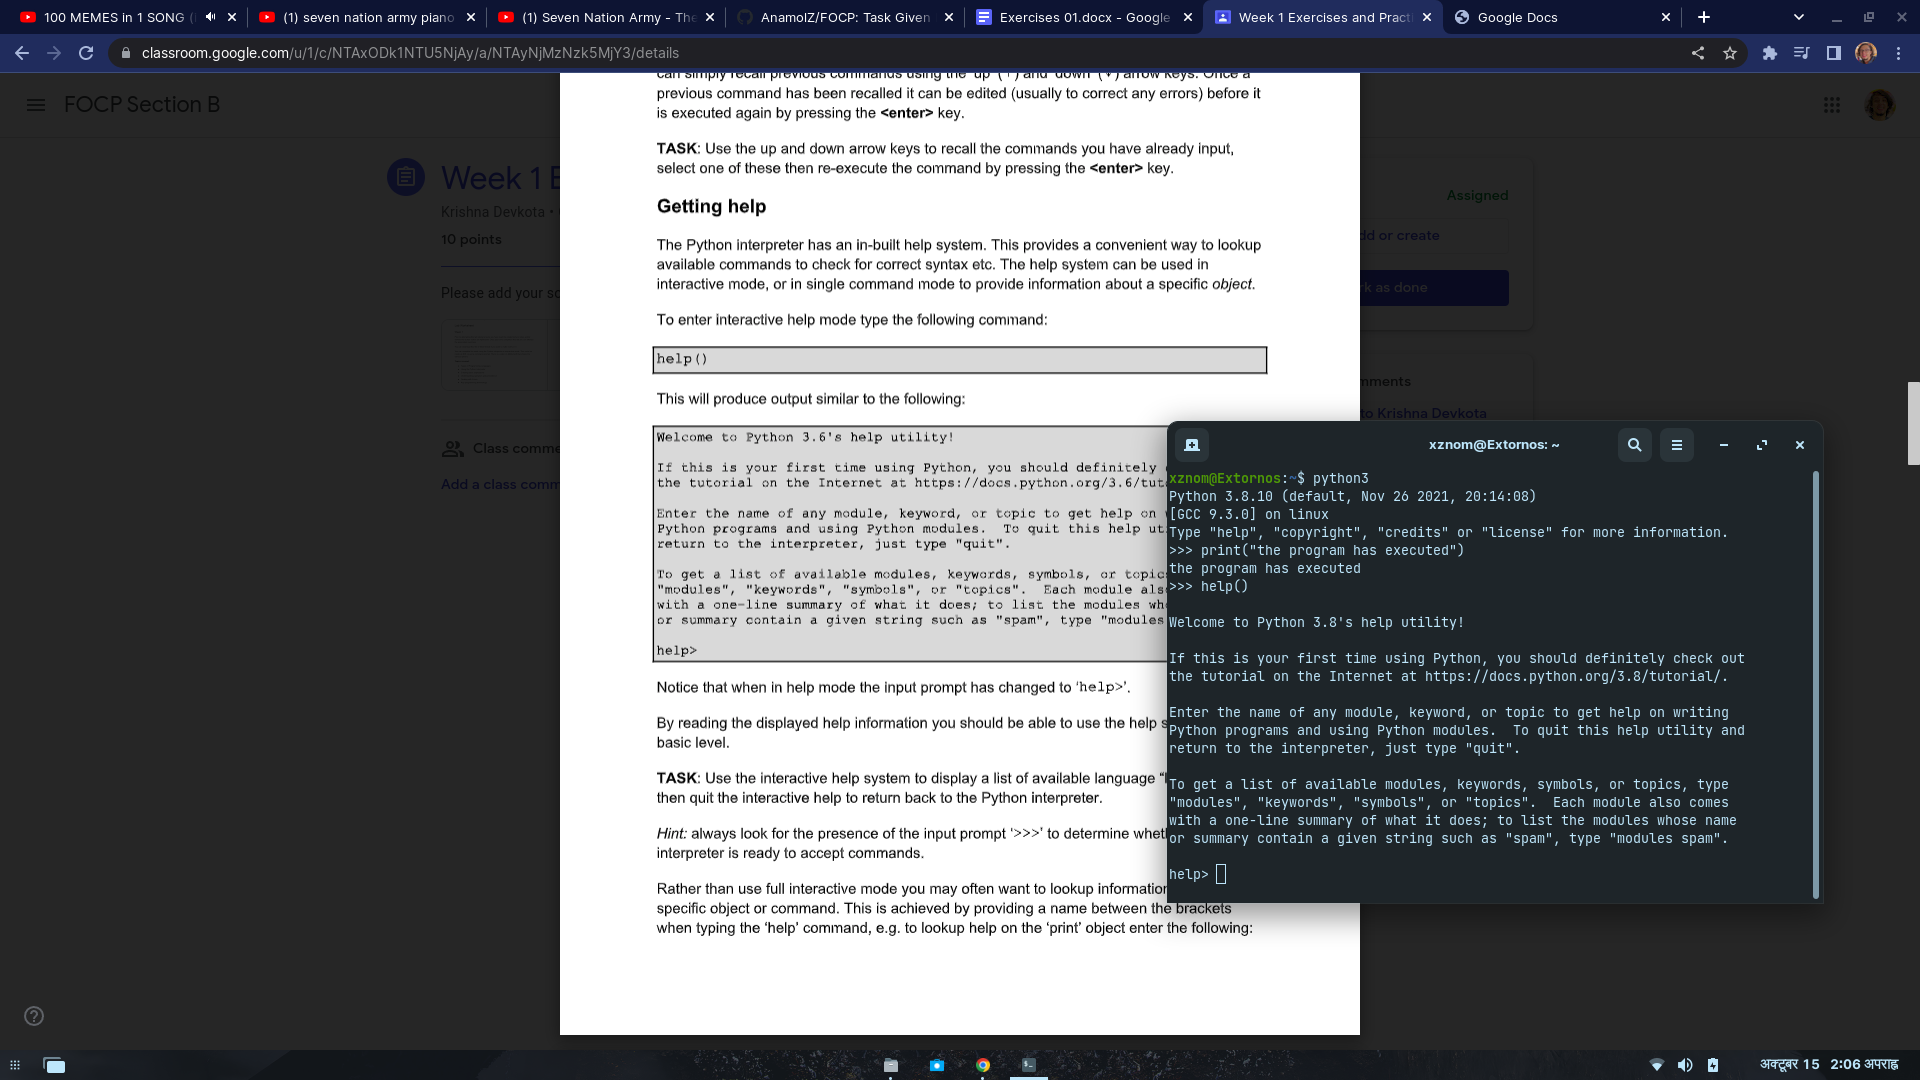 100 MEMES in 1 SONG (
(1) seven nation army piano
(1) Seven Nation Army - The
AnamolZ/FOCP: Task Given
Exercises 01.docx - Google
Week 1 Exercises and Practi
Google Docs
classroom.google.com/u/1/c/NTAxODk1NTU5NjAy/a/NTAyNjMzNzk5MjY3/details
FOCP Section B
Week 1 E
Krishna Devkota •
10 points
Please add your so
Class comme
Add a class comm
Assigned
dd or create
rk as done
mments
to Krishna Devkota
can simply recall previous commands using the 'up' (↑) and 'down' (↓) arrow keys. Once a
previous command has been recalled it can be edited (usually to correct any errors) before it
is executed again by pressing the <enter> key.
TASK: Use the up and down arrow keys to recall the commands you have already input,
select one of these then re-execute the command by pressing the <enter> key.
Getting help
The Python interpreter has an in-built help system. This provides a convenient way to lookup
available commands to check for correct syntax etc. The help system can be used in
interactive mode, or in single command mode to provide information about a specific object.
To enter interactive help mode type the following command:
help()
This will produce output similar to the following:
Welcome to Python 3.6's help utility!
If this is your first time using Python, you should definitely
the tutorial on the Internet at https://docs.python.org/3.6/tut
Enter the name of any module, keyword, or topic to get help on
Python programs and using Python modules.  To quit this help ut
return to the interpreter, just type "quit".
To get a list of available modules, keywords, symbols, or topics
"modules", "keywords", "symbols", or "topics".  Each module als
with a one-line summary of what it does; to list the modules wh
or summary contain a given string such as "spam", type "modules
help>
Notice that when in help mode the input prompt has changed to 'help>'.
By reading the displayed help information you should be able to use the help s
basic level.
TASK: Use the interactive help system to display a list of available language "
then quit the interactive help to return back to the Python interpreter.
Hint: always look for the presence of the input prompt '>>>' to determine wheth
interpreter is ready to accept commands.
Rather than use full interactive mode you may often want to lookup information
specific object or command. This is achieved by providing a name between the brackets
when typing the 'help' command, e.g. to lookup help on the 'print' object enter the following:
xznom@Extornos: ~
xznom@Extornos:~$ python3
Python 3.8.10 (default, Nov 26 2021, 20:14:08)
[GCC 9.3.0] on linux
Type "help", "copyright", "credits" or "license" for more information.
>>> print("the program has executed")
the program has executed
>>> help()
Welcome to Python 3.8's help utility!
If this is your first time using Python, you should definitely check out
the tutorial on the Internet at https://docs.python.org/3.8/tutorial/.
Enter the name of any module, keyword, or topic to get help on writing
Python programs and using Python modules.  To quit this help utility and
return to the interpreter, just type "quit".
To get a list of available modules, keywords, symbols, or topics, type
"modules", "keywords", "symbols", or "topics".  Each module also comes
with a one-line summary of what it does; to list the modules whose name
or summary contain a given string such as "spam", type "modules spam".
help>
अक्टूबर 15 2:06 अपराह्न